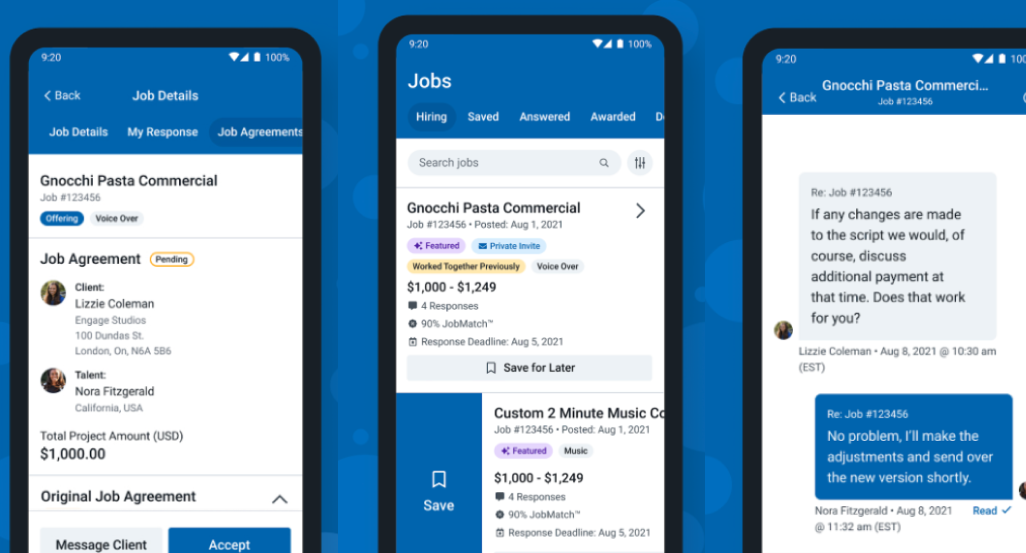 9:20
100%
Back
Job Details
Job Details
My Response
Job Agreements
Gnocchi Pasta Commercial
Job #123456
Offering
Voice Over
Job Agreement
Pending
Client:
Lizzie Coleman
Engage Studios
100 Dundas St.
London, On, N6A 5B6
Talent:
Nora Fitzgerald
California, USA
Total Project Amount (USD)
$1,000.00
Original Job Agreement
Message Client
Accept
9:20
100%
Jobs
Hiring
Saved
Answered
Awarded
D
Search jobs
Gnocchi Pasta Commercial
Job #123456 • Posted: Aug 1, 2021
Featured
Private Invite
Worked Together Previously
Voice Over
$1,000 - $1,249
4 Responses
90% JobMatch™
Response Deadline: Aug 5, 2021
Save for Later
Save
Custom 2 Minute Music Co
Job #123456 • Posted: Aug 1, 2021
Featured
Music
$1,000 - $1,249
4 Responses
90% JobMatch™
Response Deadline: Aug 5, 2021
9:20
100
Back
Gnocchi Pasta Commerci...
Job #123456
Re: Job #123456
If any changes are made
to the script we would, of
course, discuss
additional payment at
that time. Does that work
for you?
Lizzie Coleman • Aug 8, 2021 @ 10:30 am
(EST)
Re: Job #123456
No problem, I'll make the
adjustments and send over
the new version shortly.
Nora Fitzgerald • Aug 8, 2021
@ 11:32 am (EST)
Read